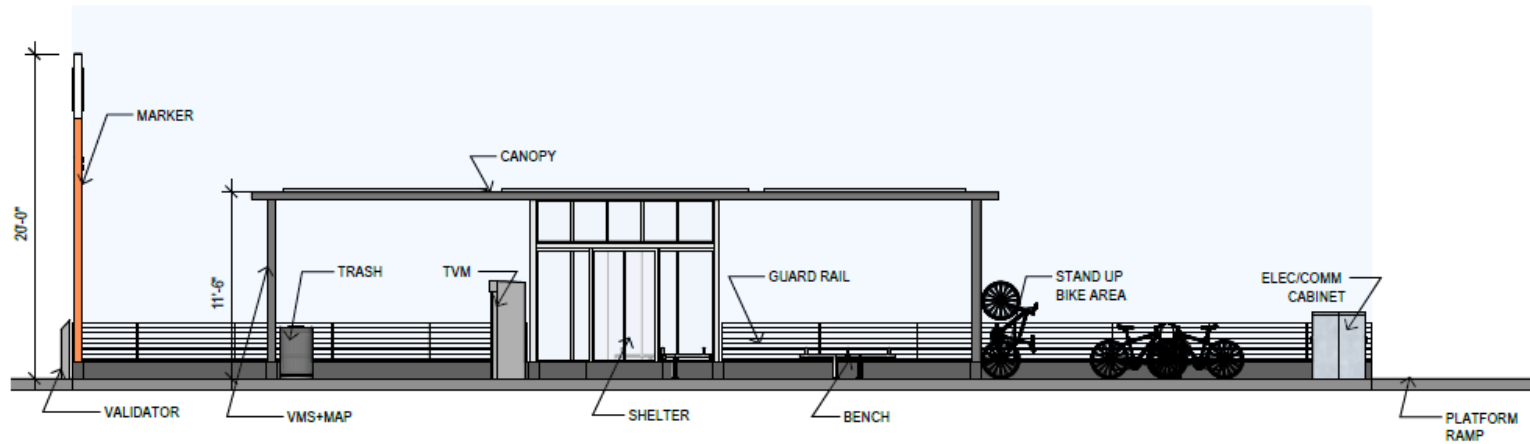 MARKER
CANOPY
20'-0"
11'-6"
TRASH
TVM
GUARD RAIL
STAND UP
BIKE AREA
ELEC/COMM
CABINET
VALIDATOR
VMS+MAP
SHELTER
BENCH
PLATFORM
RAMP